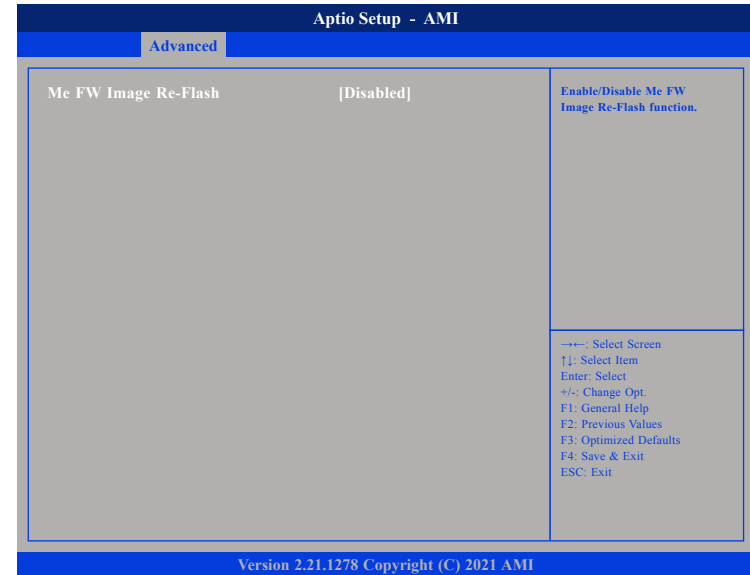 Aptio Setup - AMI
Advanced
Me FW Image Re-Flash [Disabled]
Enable/Disable Me FW
Image Re-Flash function.
→←: Select Screen
↑↓: Select Item
Enter: Select
+/-: Change Opt.
F1: General Help
F2: Previous Values
F3: Optimized Defaults
F4: Save & Exit
ESC: Exit
Version 2.21.1278 Copyright (C) 2021 AMI